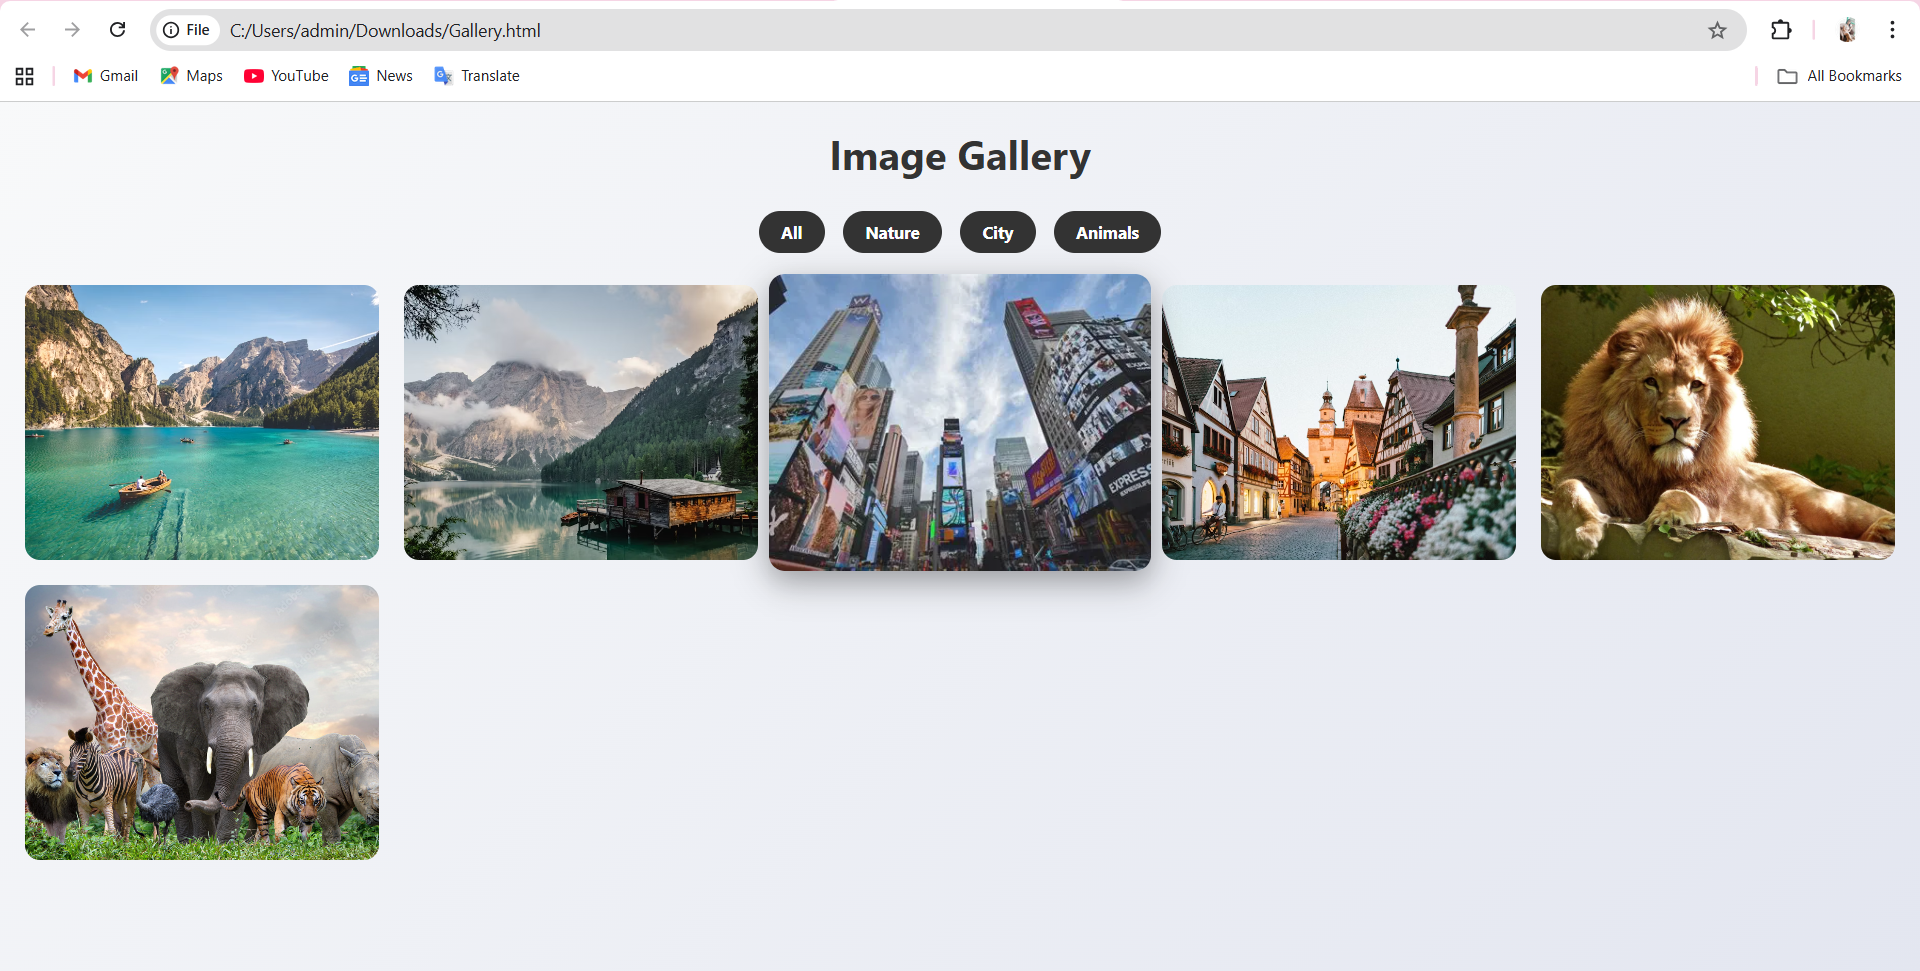 File C:/Users/admin/Downloads/Gallery.html
Gmail Maps YouTube News Translate All Bookmarks
Image Gallery
All Nature City Animals
W
EXPRESS